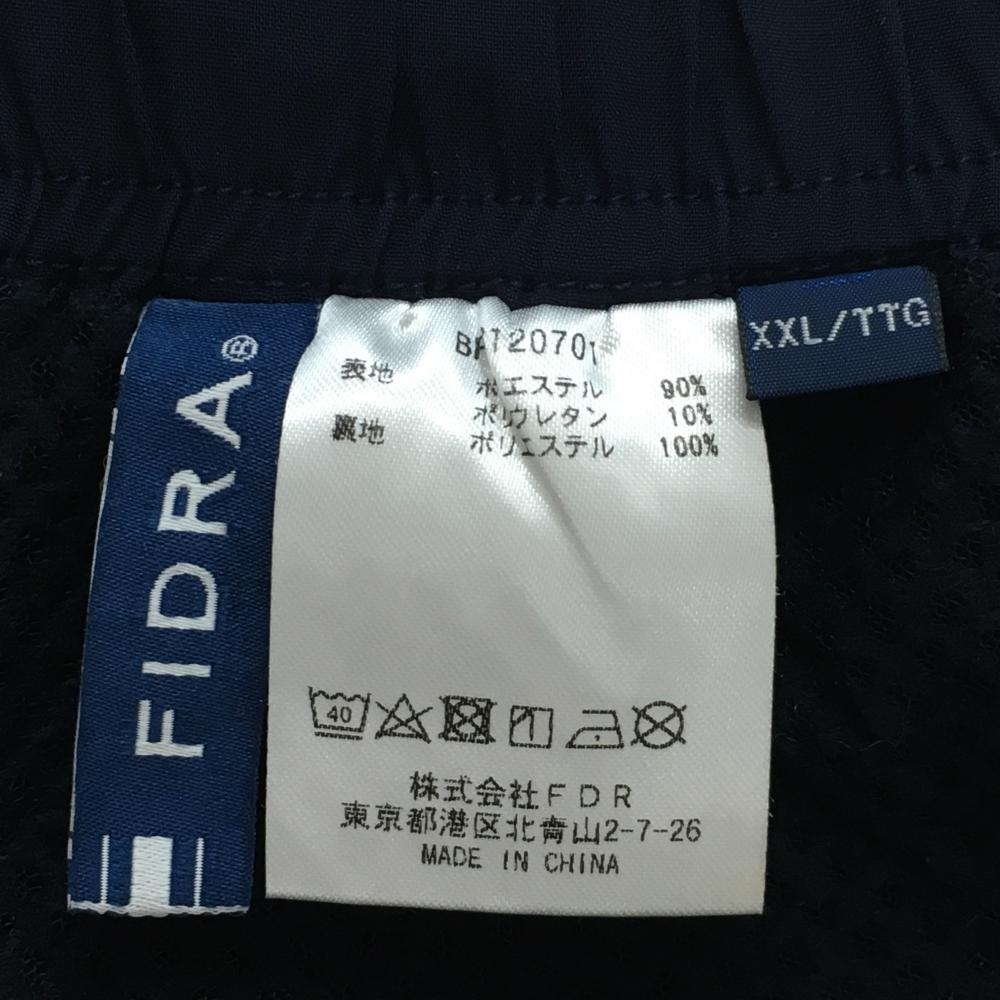 FIDRA®
BAT20701
表地 ポエステル 90%
ポリウレタン 10%
裏地 ポリエステル 100%
XXL/TTG
40
株式会社FDR
東京都港区北青山2-7-26
MADE IN CHINA